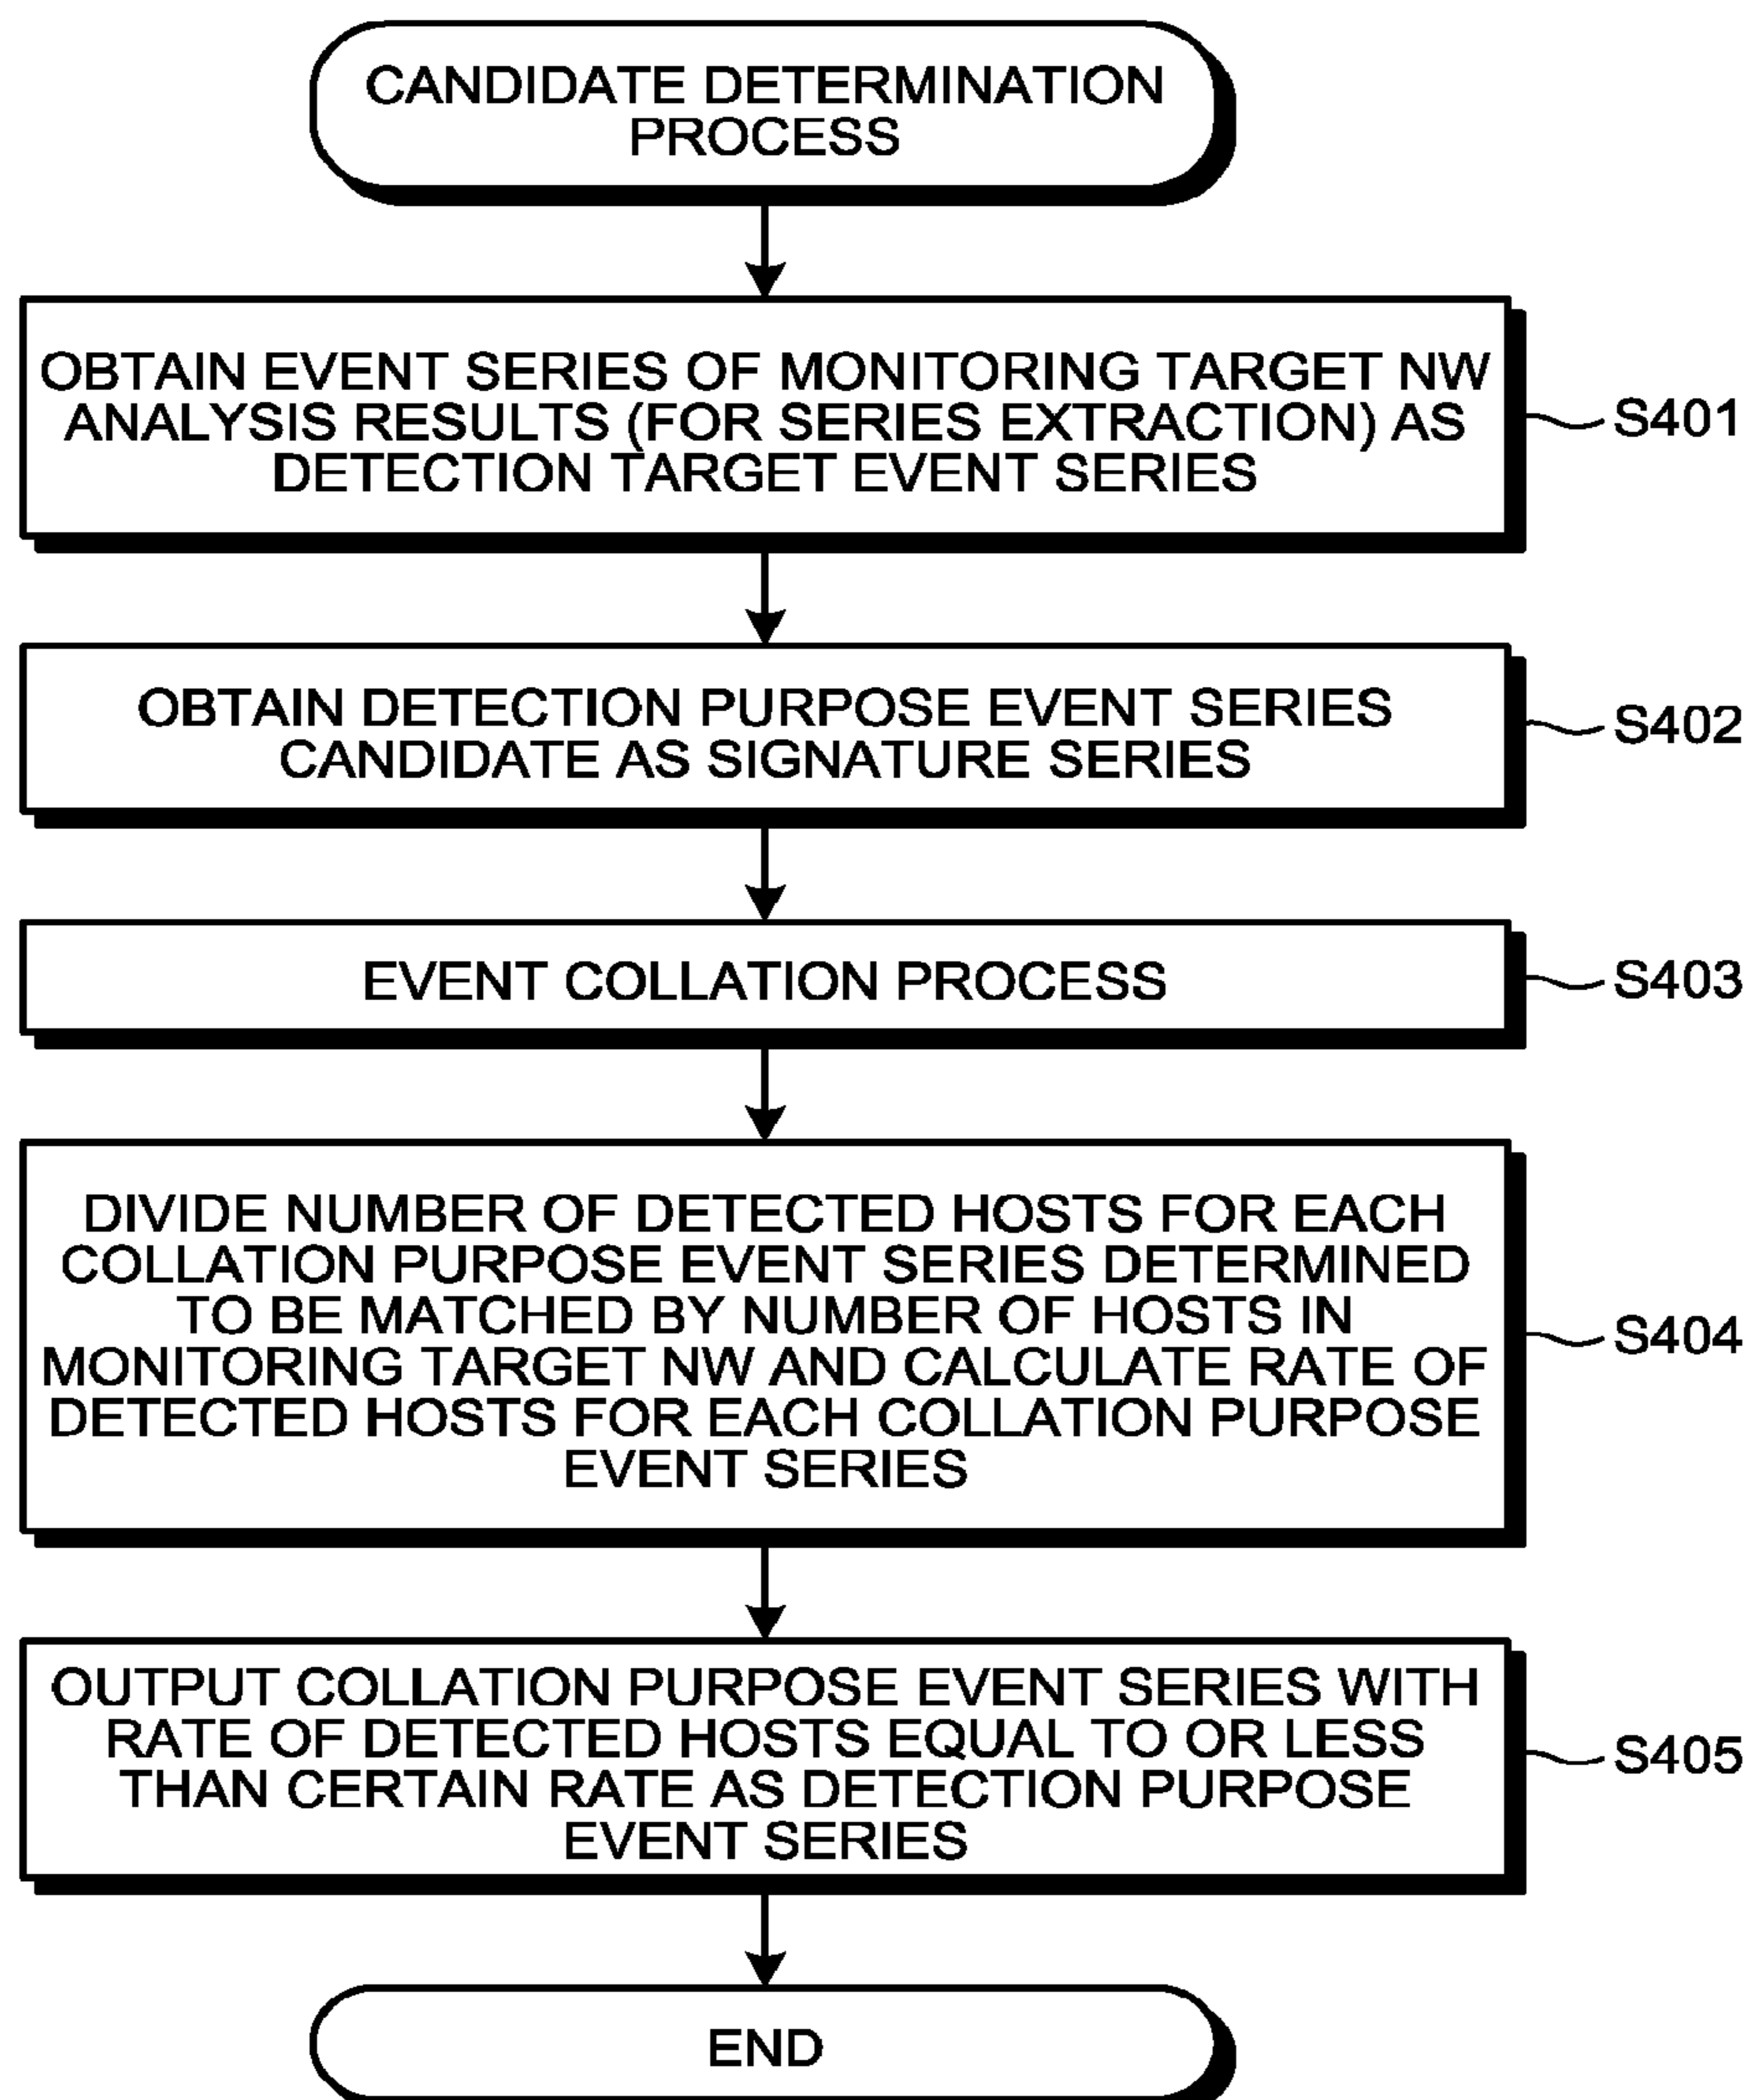 CANDIDATE DETERMINATION
PROCESS
OBTAIN EVENT SERIES OF MONITORING TARGET NW
ANALYSIS RESULTS (FOR SERIES EXTRACTION) AS
DETECTION TARGET EVENT SERIES
S401
OBTAIN DETECTION PURPOSE EVENT SERIES
CANDIDATE AS SIGNATURE SERIES
S402
EVENT COLLATION PROCESS
S403
DIVIDE NUMBER OF DETECTED HOSTS FOR EACH
COLLATION PURPOSE EVENT SERIES DETERMINED
TO BE MATCHED BY NUMBER OF HOSTS IN
MONITORING TARGET NW AND CALCULATE RATE OF
DETECTED HOSTS FOR EACH COLLATION PURPOSE
EVENT SERIES
S404
OUTPUT COLLATION PURPOSE EVENT SERIES WITH
RATE OF DETECTED HOSTS EQUAL TO OR LESS
THAN CERTAIN RATE AS DETECTION PURPOSE
EVENT SERIES
S405
END